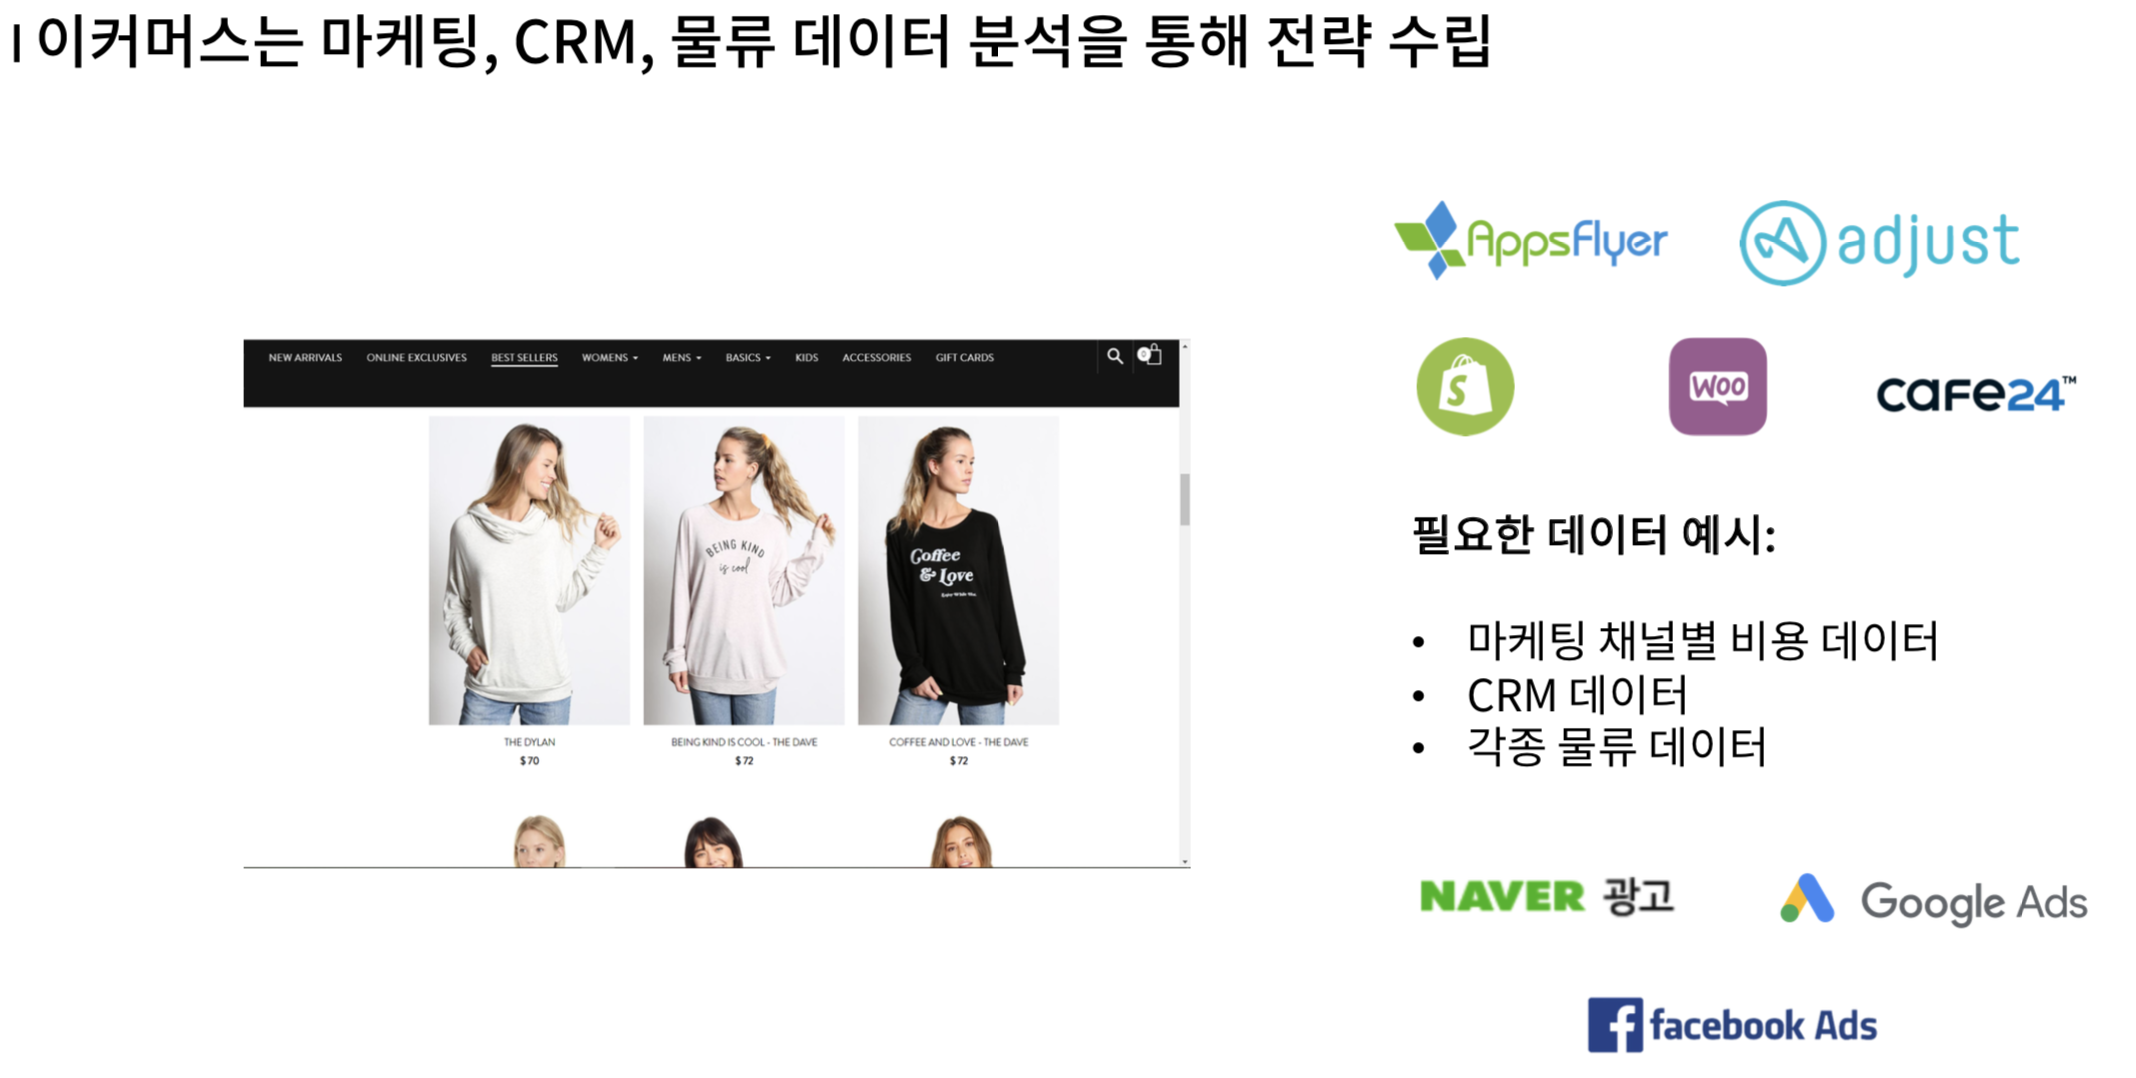 | 이커머스는 마케팅, CRM, 물류 데이터 분석을 통해 전략 수립
NEW ARRIVALS ONLINE EXCLUSIVES BEST SELLERS WOMENS MENS BASICS KIDS ACCESSORIES GIFT CARDS 0
BEING KIND
is cool
Coffee
& Love
THE DYLAN
$70
BEING KIND IS COOL - THE DAVE
$72
COFFEE AND LOVE - THE DAVE
$72
AppsFlyer
adjust
S
WOO
cafe24™
필요한 데이터 예시:
• 마케팅 채널별 비용 데이터
• CRM 데이터
• 각종 물류 데이터
NAVER 광고
Google Ads
f facebook Ads